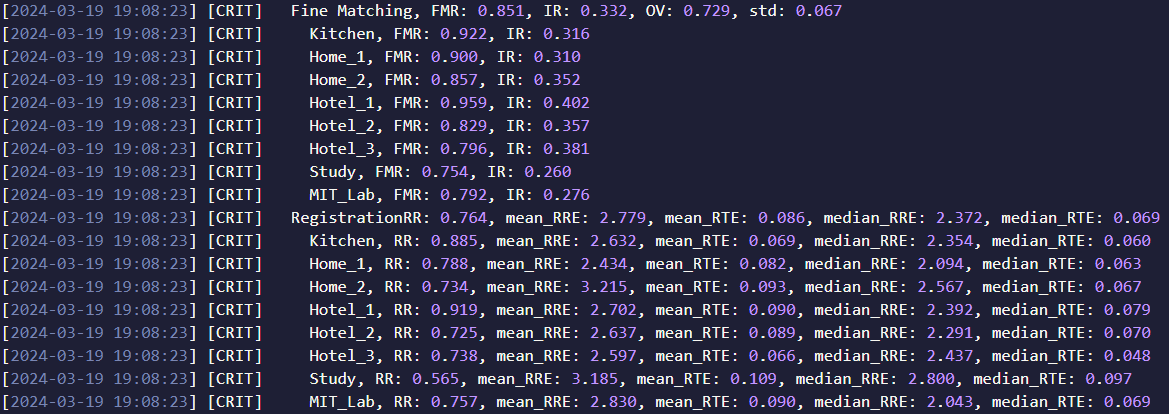 [2024-03-19 19:08:23] [CRIT]   Fine Matching, FMR: 0.851, IR: 0.332, OV: 0.729, std: 0.067
[2024-03-19 19:08:23] [CRIT]     Kitchen, FMR: 0.922, IR: 0.316
[2024-03-19 19:08:23] [CRIT]     Home_1, FMR: 0.900, IR: 0.310
[2024-03-19 19:08:23] [CRIT]     Home_2, FMR: 0.857, IR: 0.352
[2024-03-19 19:08:23] [CRIT]     Hotel_1, FMR: 0.959, IR: 0.402
[2024-03-19 19:08:23] [CRIT]     Hotel_2, FMR: 0.829, IR: 0.357
[2024-03-19 19:08:23] [CRIT]     Hotel_3, FMR: 0.796, IR: 0.381
[2024-03-19 19:08:23] [CRIT]     Study, FMR: 0.754, IR: 0.260
[2024-03-19 19:08:23] [CRIT]     MIT_Lab, FMR: 0.792, IR: 0.276
[2024-03-19 19:08:23] [CRIT]   RegistrationRR: 0.764, mean_RRE: 2.779, mean_RTE: 0.086, median_RRE: 2.372, median_RTE: 0.069
[2024-03-19 19:08:23] [CRIT]     Kitchen, RR: 0.885, mean_RRE: 2.632, mean_RTE: 0.069, median_RRE: 2.354, median_RTE: 0.060
[2024-03-19 19:08:23] [CRIT]     Home_1, RR: 0.788, mean_RRE: 2.434, mean_RTE: 0.082, median_RRE: 2.094, median_RTE: 0.063
[2024-03-19 19:08:23] [CRIT]     Home_2, RR: 0.734, mean_RRE: 3.215, mean_RTE: 0.093, median_RRE: 2.567, median_RTE: 0.067
[2024-03-19 19:08:23] [CRIT]     Hotel_1, RR: 0.919, mean_RRE: 2.702, mean_RTE: 0.090, median_RRE: 2.392, median_RTE: 0.079
[2024-03-19 19:08:23] [CRIT]     Hotel_2, RR: 0.725, mean_RRE: 2.637, mean_RTE: 0.089, median_RRE: 2.291, median_RTE: 0.070
[2024-03-19 19:08:23] [CRIT]     Hotel_3, RR: 0.738, mean_RRE: 2.597, mean_RTE: 0.066, median_RRE: 2.437, median_RTE: 0.048
[2024-03-19 19:08:23] [CRIT]     Study, RR: 0.565, mean_RRE: 3.185, mean_RTE: 0.109, median_RRE: 2.800, median_RTE: 0.097
[2024-03-19 19:08:23] [CRIT]     MIT_Lab, RR: 0.757, mean_RRE: 2.830, mean_RTE: 0.090, median_RRE: 2.043, median_RTE: 0.069